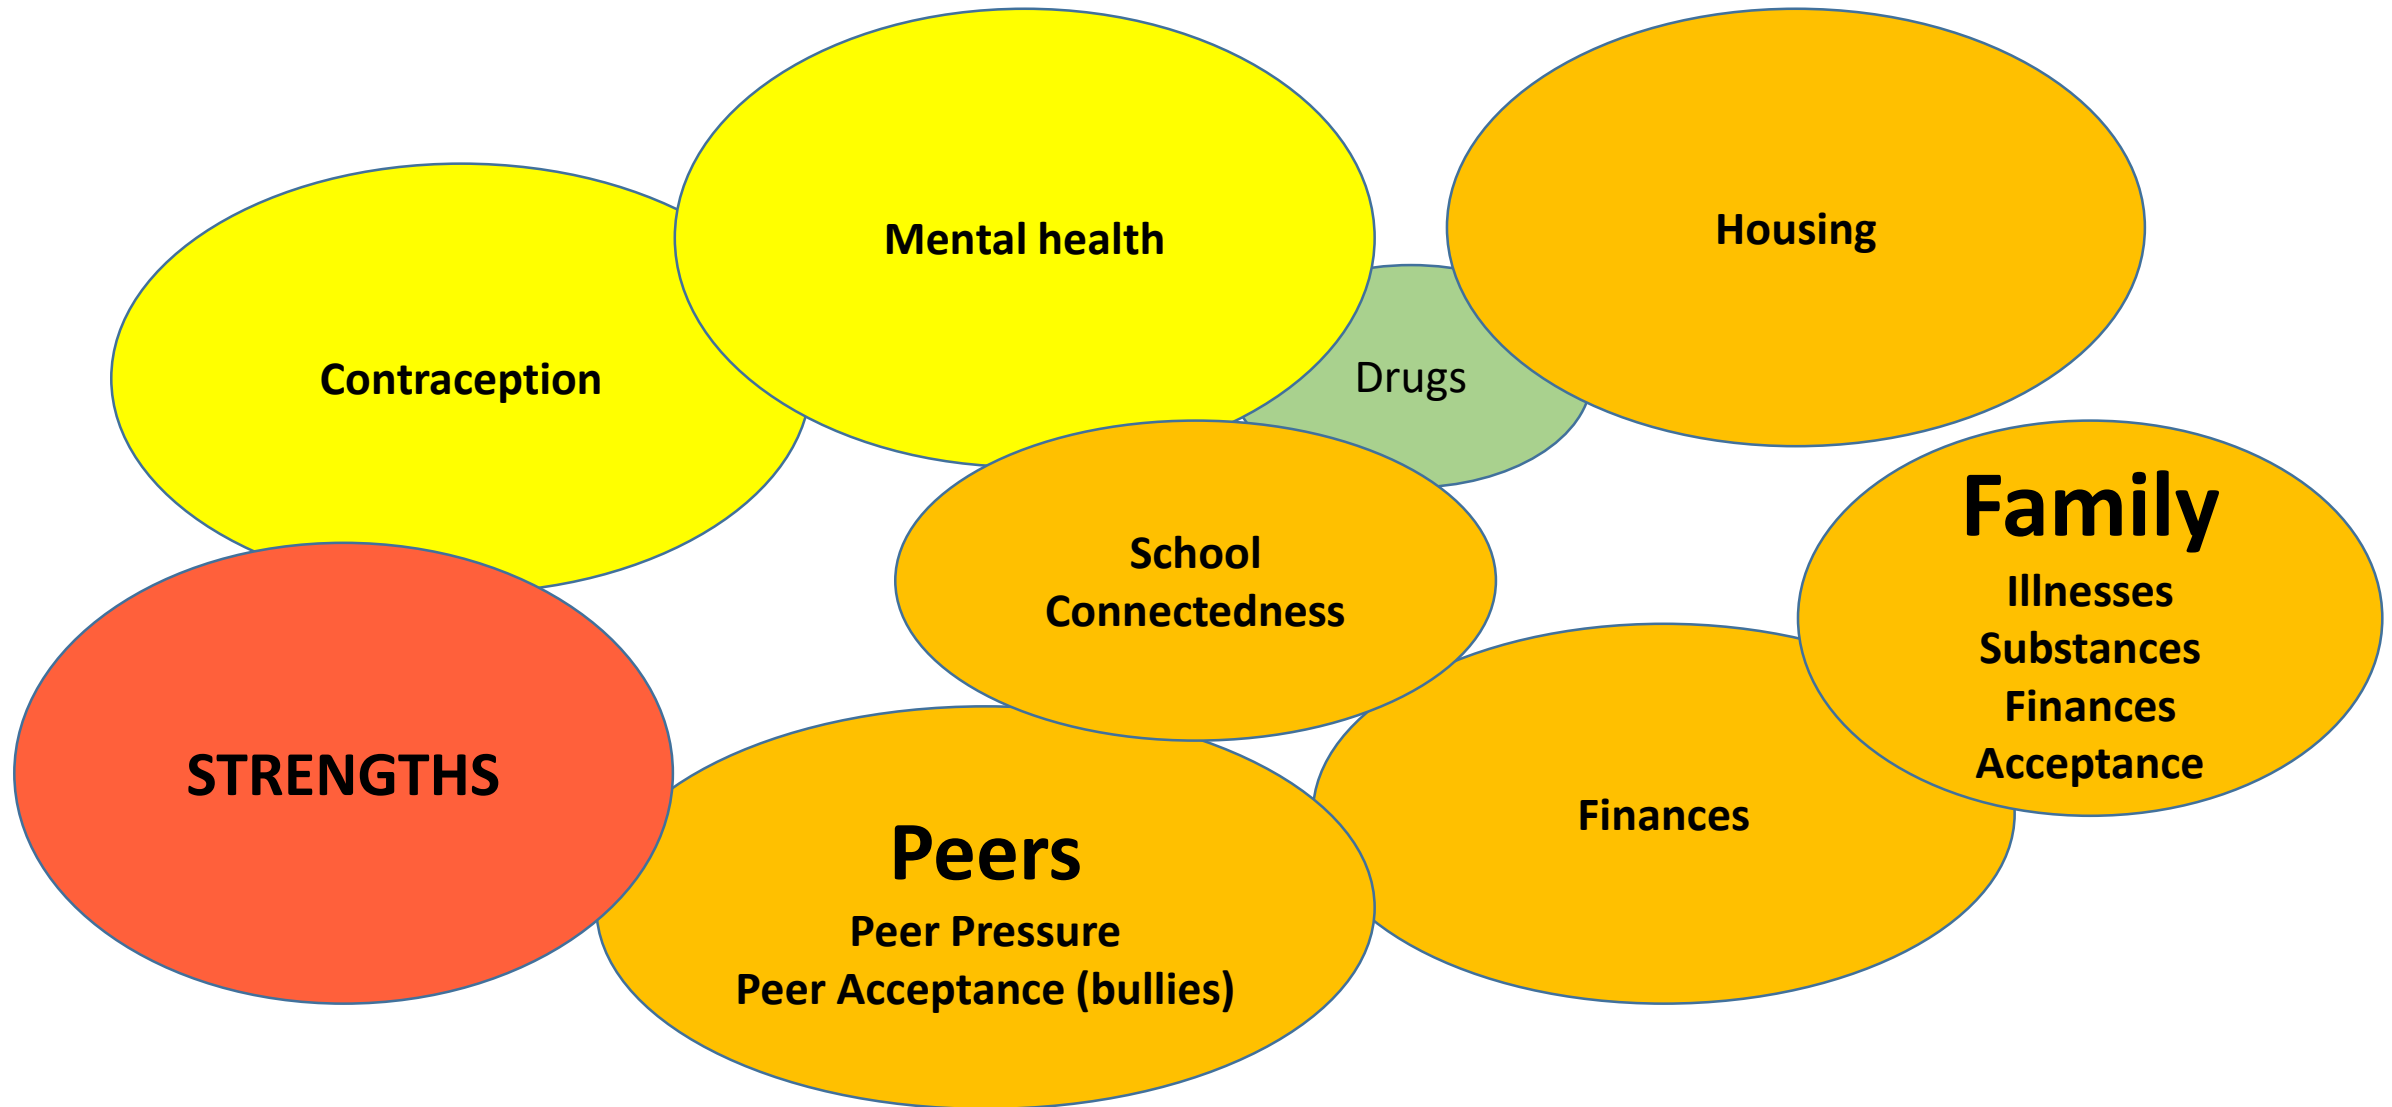 Mental health
Housing
Contraception
Drugs
School
Connectedness
Family
Illnesses
Substances
Finances
Acceptance
STRENGTHS
Peers
Peer Pressure
Peer Acceptance (bullies)
Finances